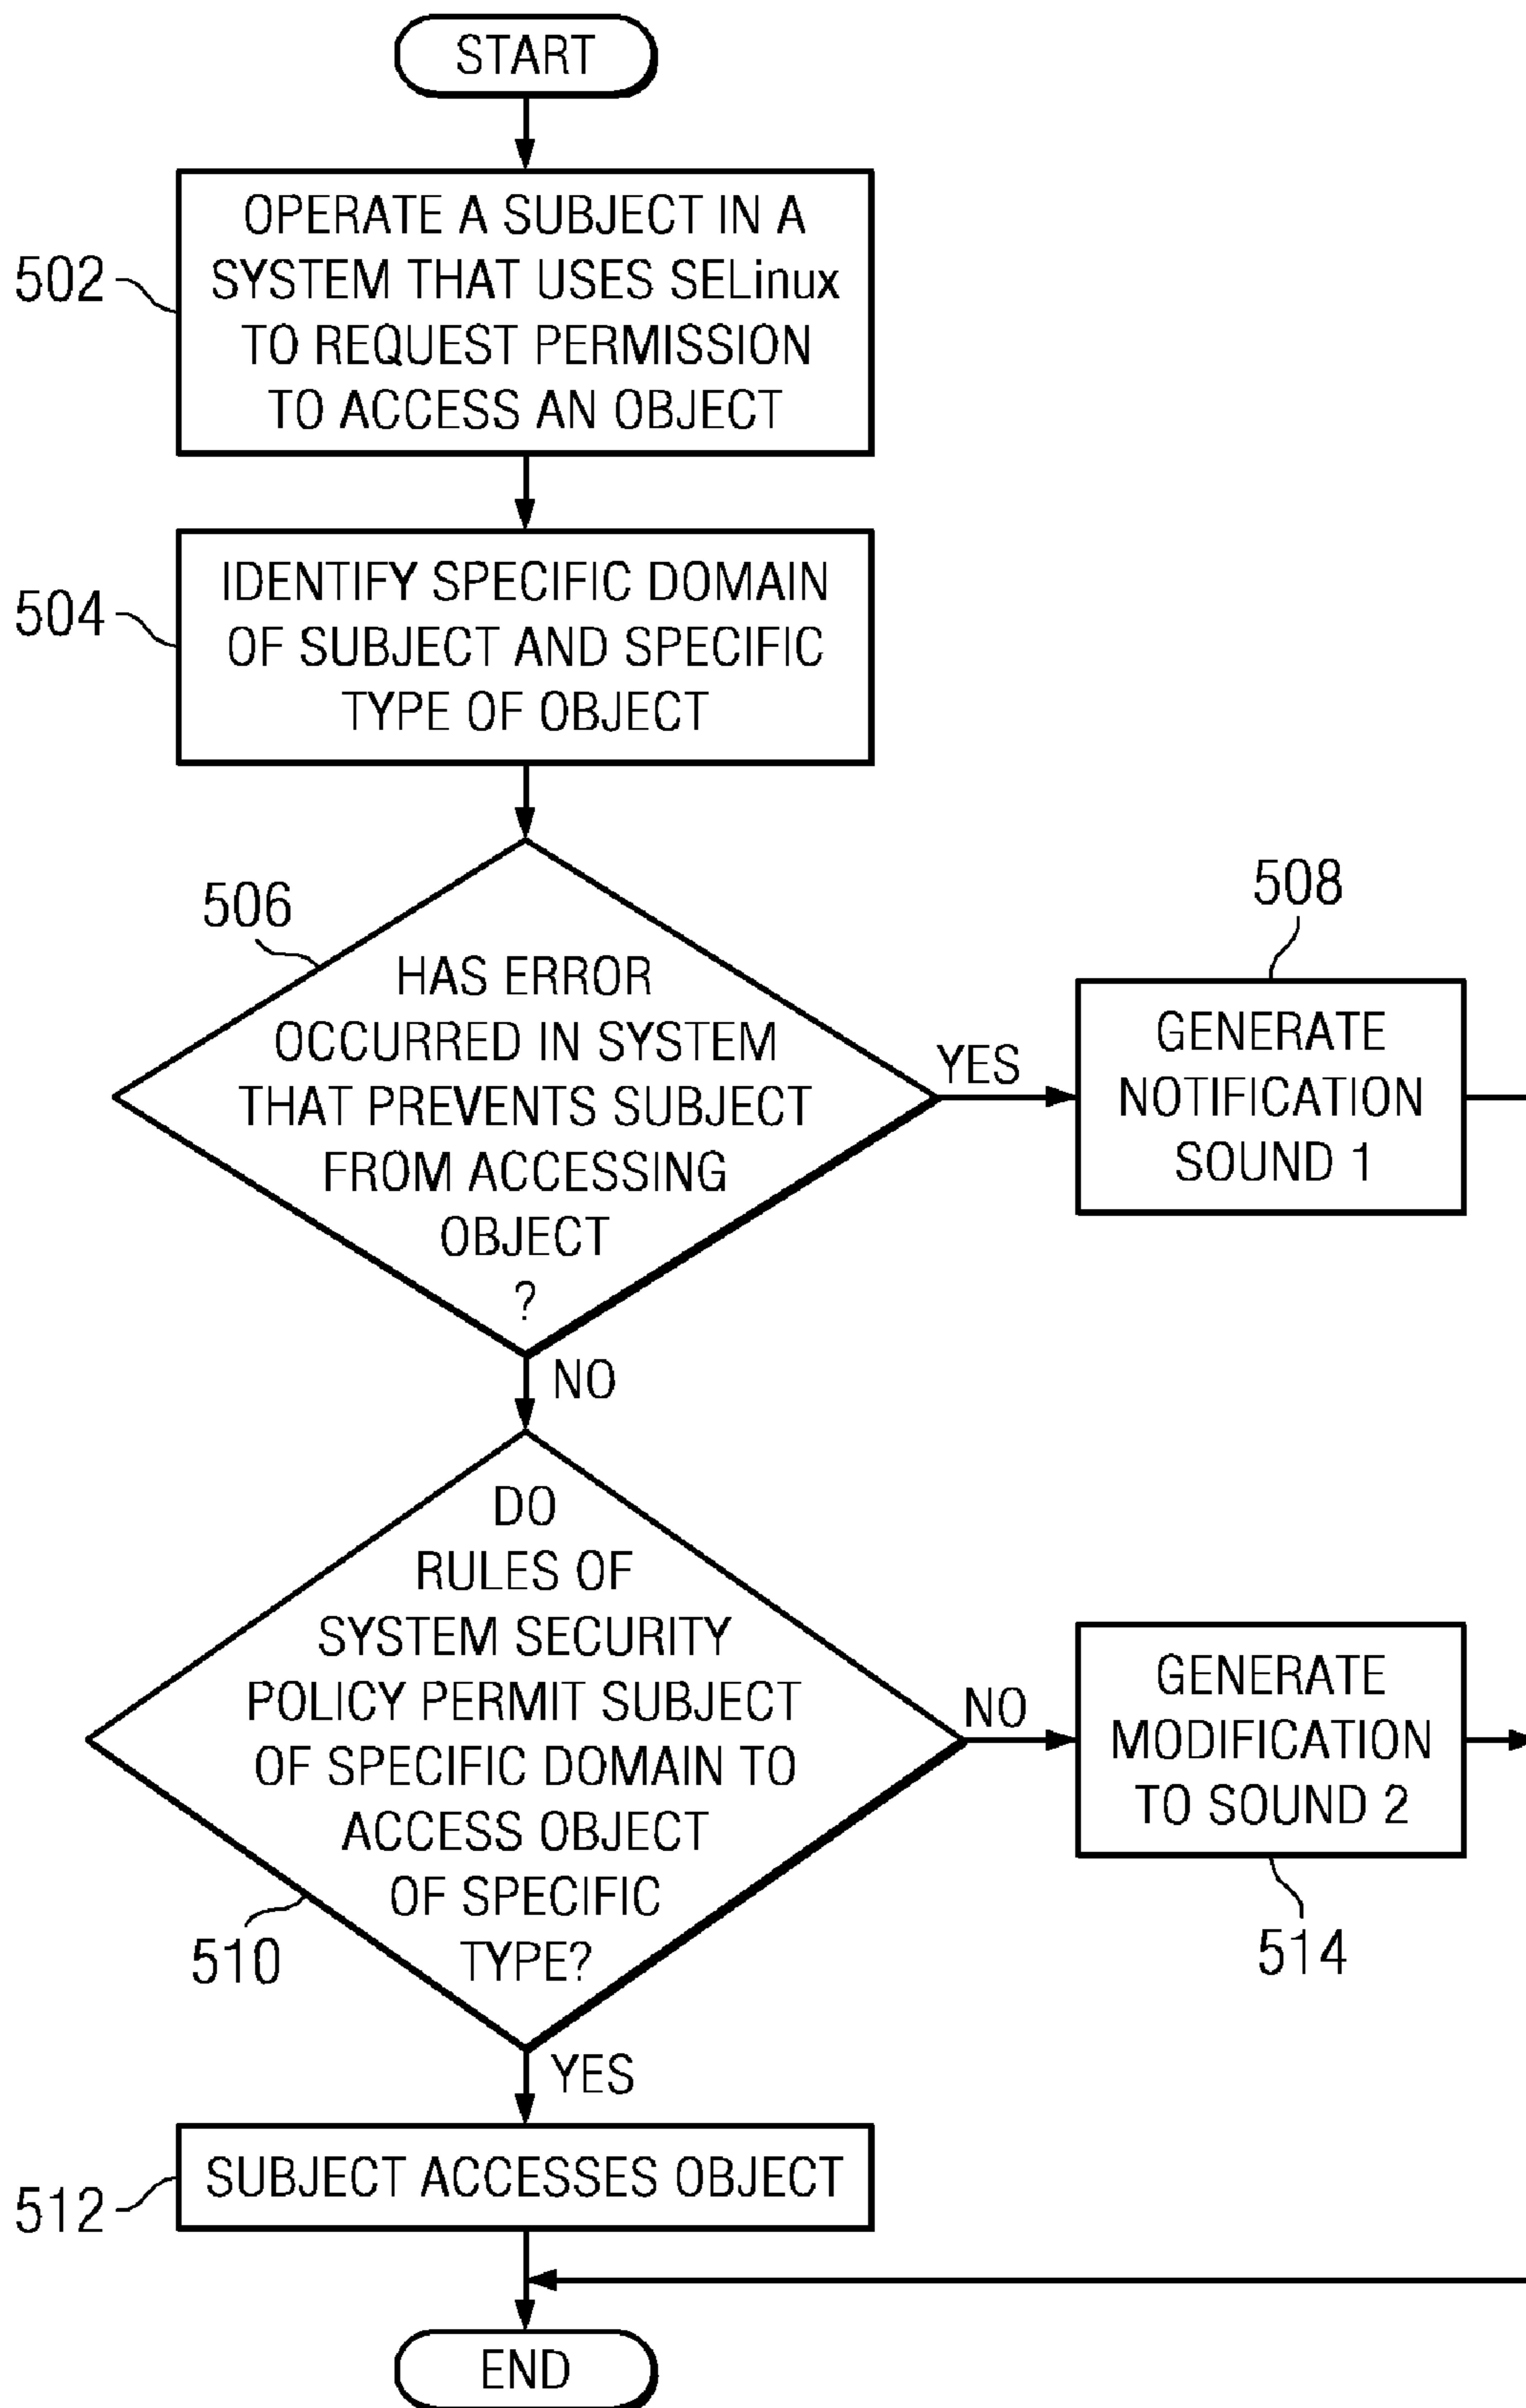 START
502
OPERATE A SUBJECT IN A
SYSTEM THAT USES SELinux
TO REQUEST PERMISSION
TO ACCESS AN OBJECT
504
IDENTIFY SPECIFIC DOMAIN
OF SUBJECT AND SPECIFIC
TYPE OF OBJECT
506
HAS ERROR
OCCURRED IN SYSTEM
THAT PREVENTS SUBJECT
FROM ACCESSING
OBJECT
?
YES
508
GENERATE
NOTIFICATION
SOUND 1
NO
DO
RULES OF
SYSTEM SECURITY
POLICY PERMIT SUBJECT
OF SPECIFIC DOMAIN TO
ACCESS OBJECT
OF SPECIFIC
TYPE?
510
NO
GENERATE
MODIFICATION
TO SOUND 2
514
YES
512
SUBJECT ACCESSES OBJECT
END